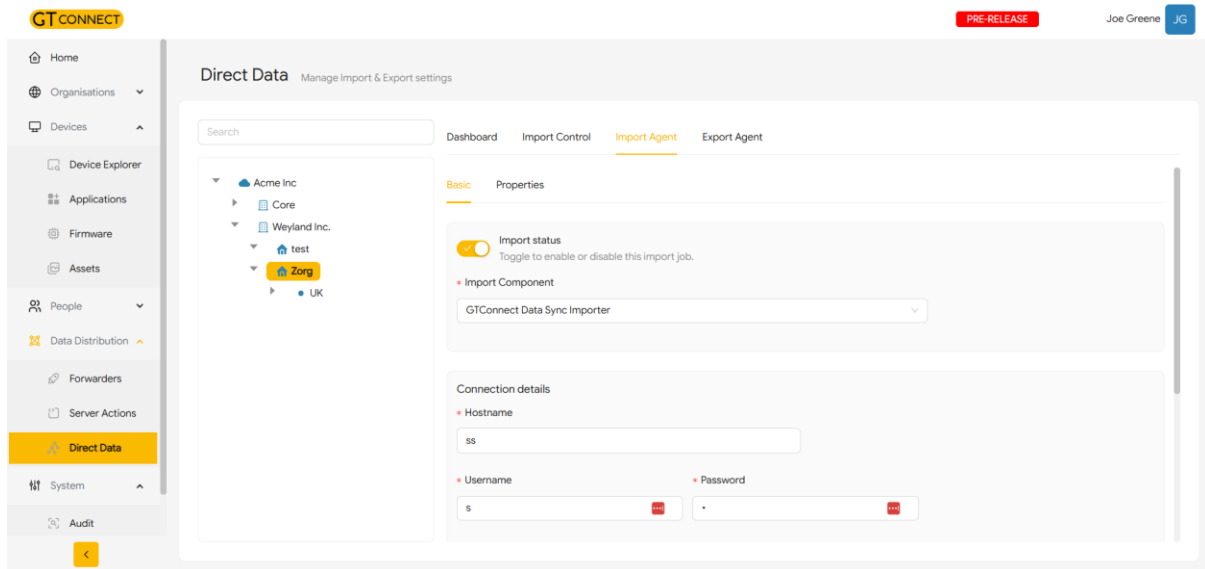 GT CONNECT
PRE-RELEASE
Joe Greene
JG
Home
Organisations
Devices
Device Explorer
Applications
Firmware
Assets
People
Data Distribution
Forwarders
Server Actions
Direct Data
System
Audit
Direct Data Manage Import & Export settings
Search
Acme Inc
Core
Weyland Inc.
test
Zorg
UK
Dashboard Import Control Import Agent Export Agent
Basic Properties
Import status
Toggle to enable or disable this import job.
* Import Component
GTConnect Data Sync Importer
Connection details
* Hostname
ss
* Username * Password
s •